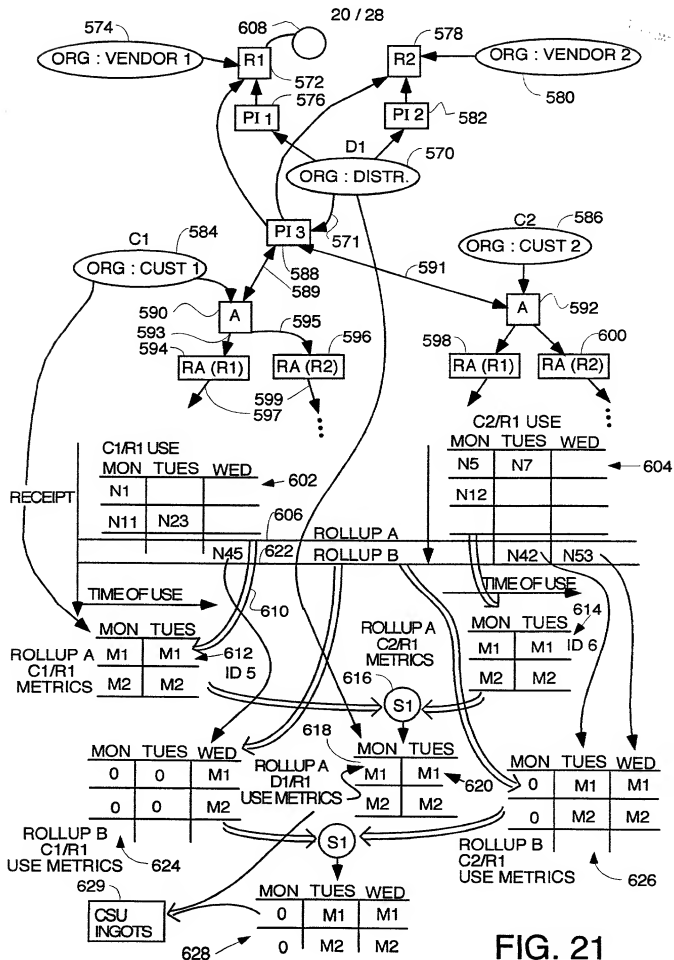 20 / 28
574
608
578
ORG : VENDOR 1
R1
R2
ORG : VENDOR 2
572
576
580
PI 1
PI 2
582
D1
570
ORG : DISTR.
584
C1
571
C2
586
PI 3
ORG : CUST 1
588
589
591
ORG : CUST 2
590
A
A
592
593
595
594
596
598
600
RA (R1)
RA (R2)
RA (R1)
RA (R2)
597
599
C1/R1 USE
MON TUES WED
602
C2/R1 USE
MON TUES WED
N5 N7
604
RECEIPT
N1
N12
N11 N23
606
ROLLUP A
N45
622
ROLLUP B
N42 N53
TIME OF USE
610
TIME OF USE
MON TUES
ROLLUP A
C1/R1
METRICS
M1 M1
M2 M2
612
ID 5
ROLLUP A
C2/R1
METRICS
616
S1
MON TUES
614
M1 M1
ID 6
M2 M2
618
MON TUES WED
0 0 M1
0 0 M2
ROLLUP A
D1/R1
USE METRICS
MON TUES
M1 M1
M2 M2
620
MON TUES WED
0 M1 M1
0 M2 M2
ROLLUP B
C1/R1
USE METRICS
624
S1
ROLLUP B
C2/R1
USE METRICS
626
629
CSU
INGOTS
MON TUES WED
0 M1 M1
0 M2 M2
628
FIG. 21